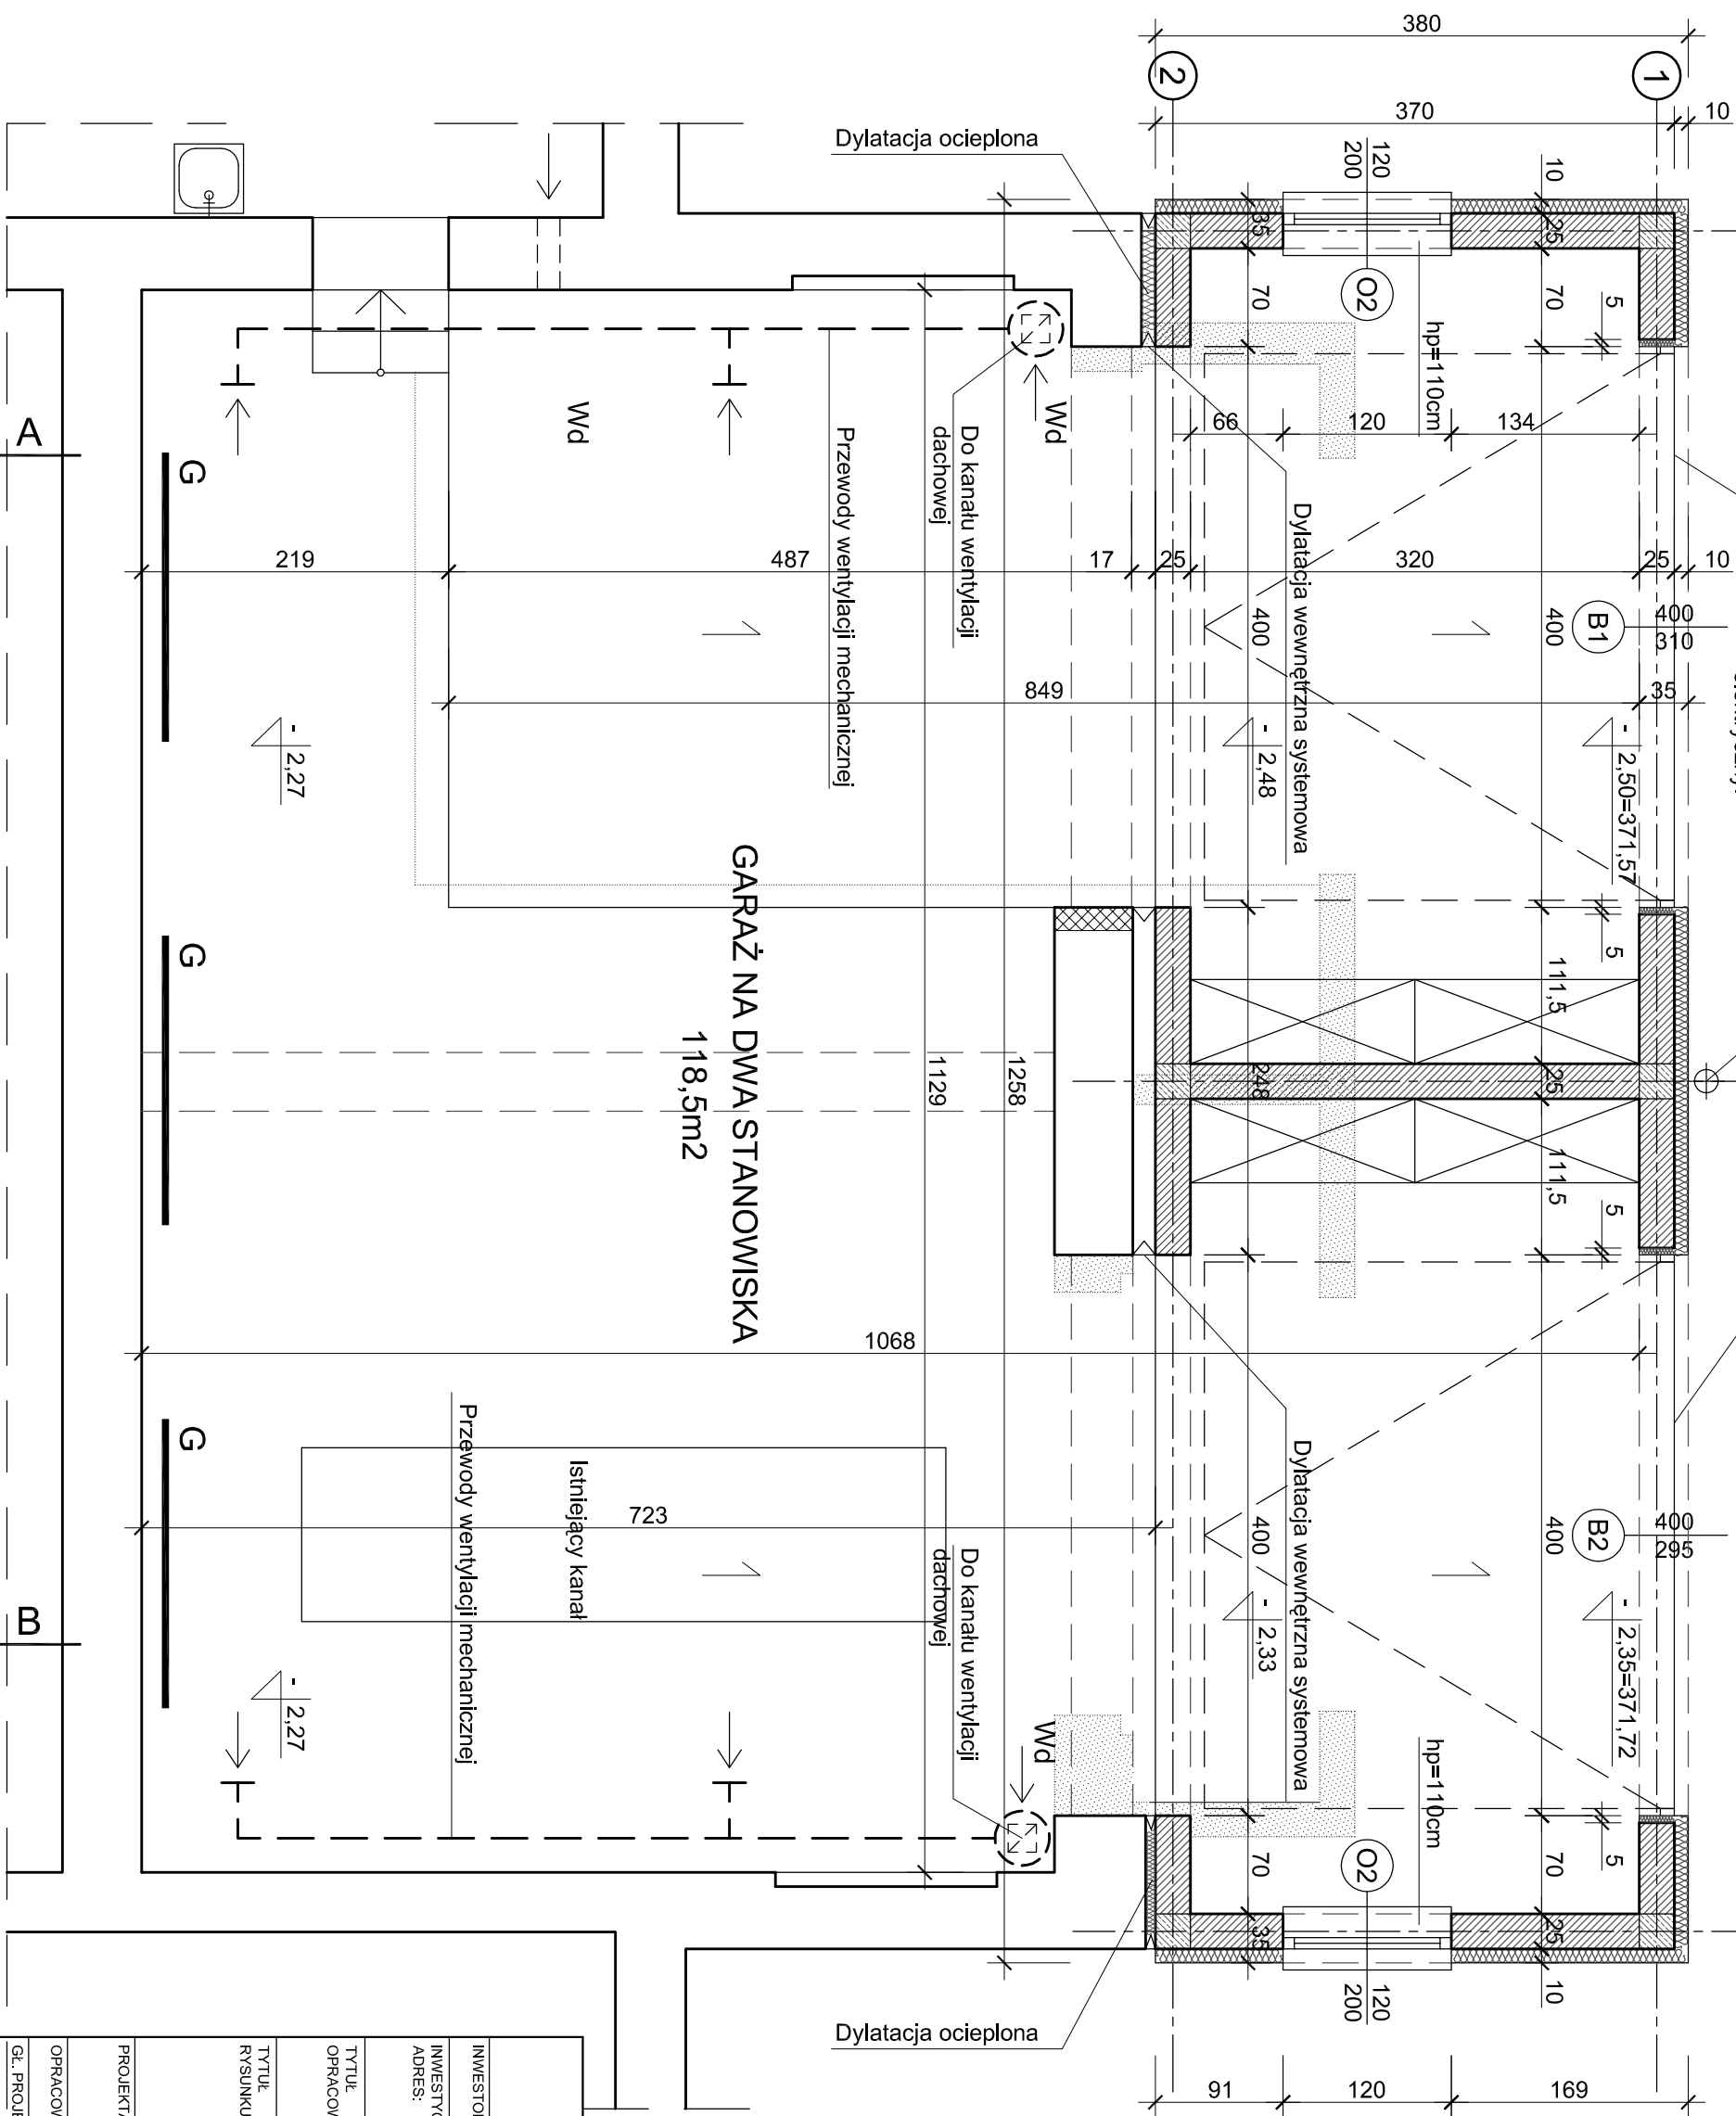 380
2
1
370
10
Dylatacja ocieplona
120
200
10
35
25
O2
70
70
5
hp=110cm
66
120
134
Wd
Wd
A
G
Do kanału wentylacji
dachowej
Przewody wentylacji mechanicznej
Dylatacja wewnętrzna systemowa
219
487
17
25
320
25
10
400
400
B1
400
310
849
35
- 2,27
- 2,48
- 2,50=371,57
GARAŻ NA DWA STANOWISKA
118,5m2
G
5
111,5
1129
1258
248
25
111,5
5
1068
G
Przewody wentylacji mechanicznej
Istniejący kanał
723
Do kanału wentylacji
dachowej
Dylatacja wewnętrzna systemowa
400
400
B2
400
295
B
- 2,27
- 2,33
- 2,35=371,72
Wd
hp=110cm
70
O2
70
5
35
25
10
120
200
Dylatacja ocieplona
91
120
169
INWESTYC
ADRES:
TYTUŁ
OPRACOW
TYTUŁ
RYSUNKU
PROJEKTA
OPRACOW
GŁ. PROJE